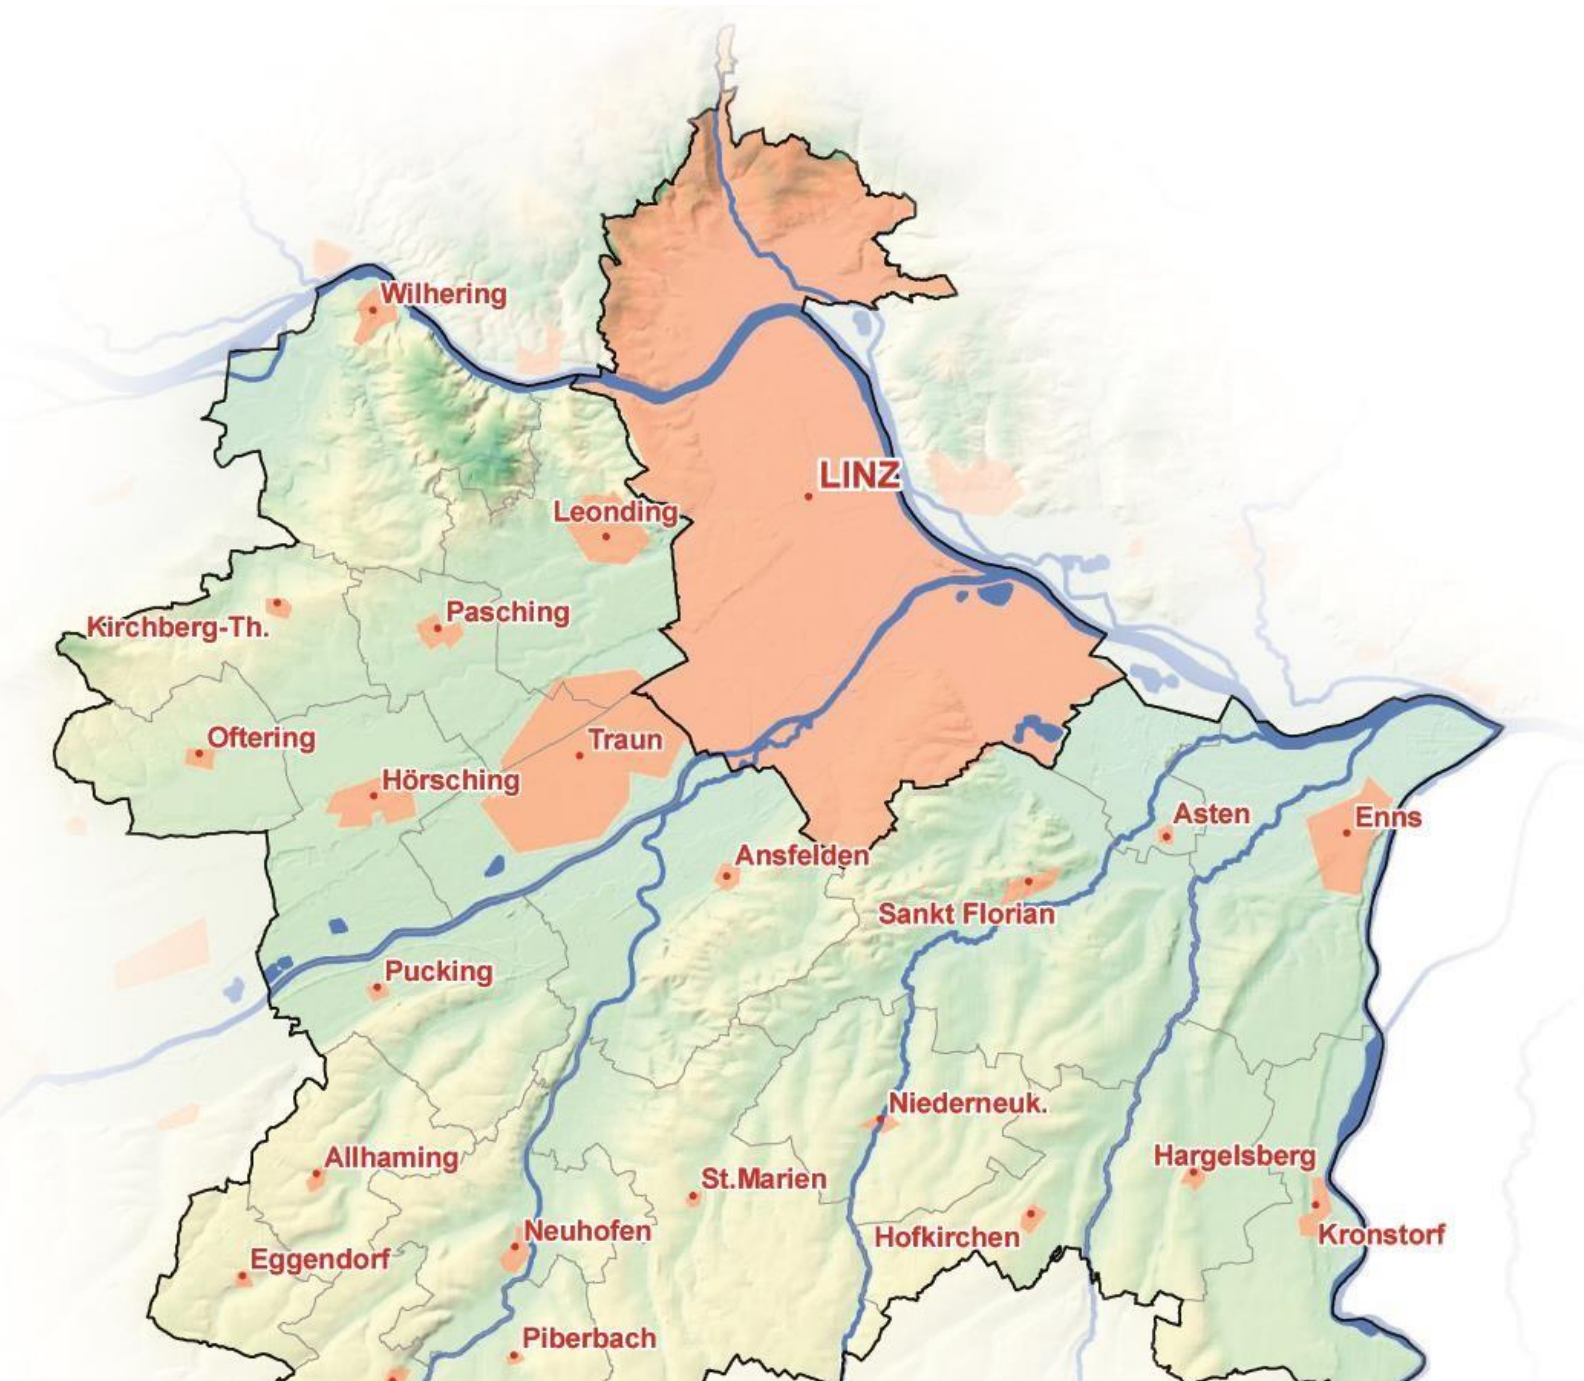 Wilhering
LINZ
Leonding
Pasching
Kirchberg-Th.
Oftering
Traun
Hörsching
Asten
Enns
Ansfelden
Sankt Florian
Pucking
Niederneuk.
Allhaming
Hargelsberg
St.Marien
Neuhofen
Hofkirchen
Kronstorf
Eggendorf
Piberbach